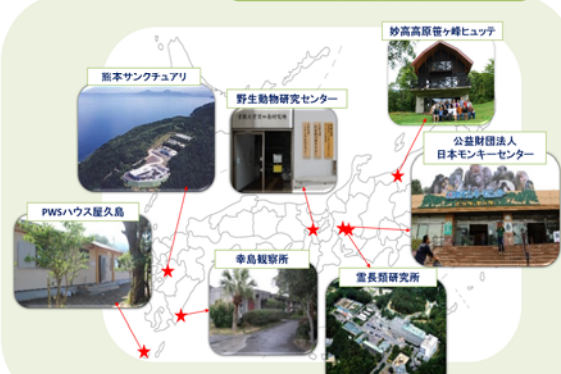 妙高高原笹ヶ峰ヒュッテ
熊本サンクチュアリ
野生動物研究センター
公益財団法人
日本モンキーセンター
PWSハウス屋久島
幸島観察所
霊長類研究所